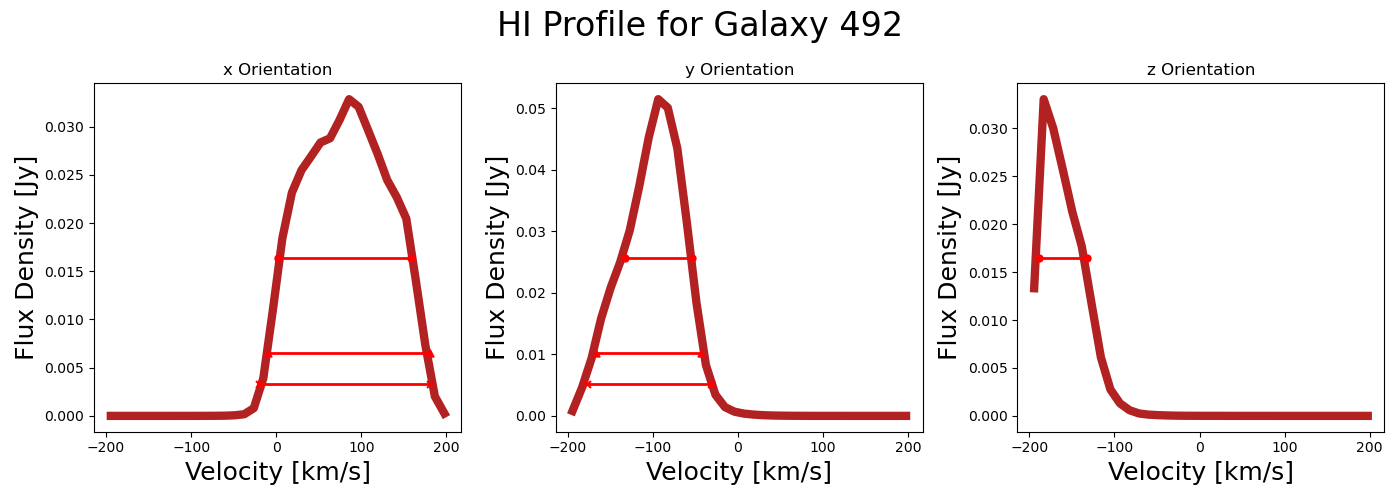 HI Profile for Galaxy 492
x Orientation
0.030
0.025
0.020
0.015
0.010
0.005
0.000
Flux Density [Jy]
−200 −100 0 100 200
Velocity [km/s]
y Orientation
0.05
0.04
0.03
0.02
0.01
0.00
Flux Density [Jy]
−200 −100 0 100 200
Velocity [km/s]
z Orientation
0.030
0.025
0.020
0.015
0.010
0.005
0.000
Flux Density [Jy]
−200 −100 0 100 200
Velocity [km/s]